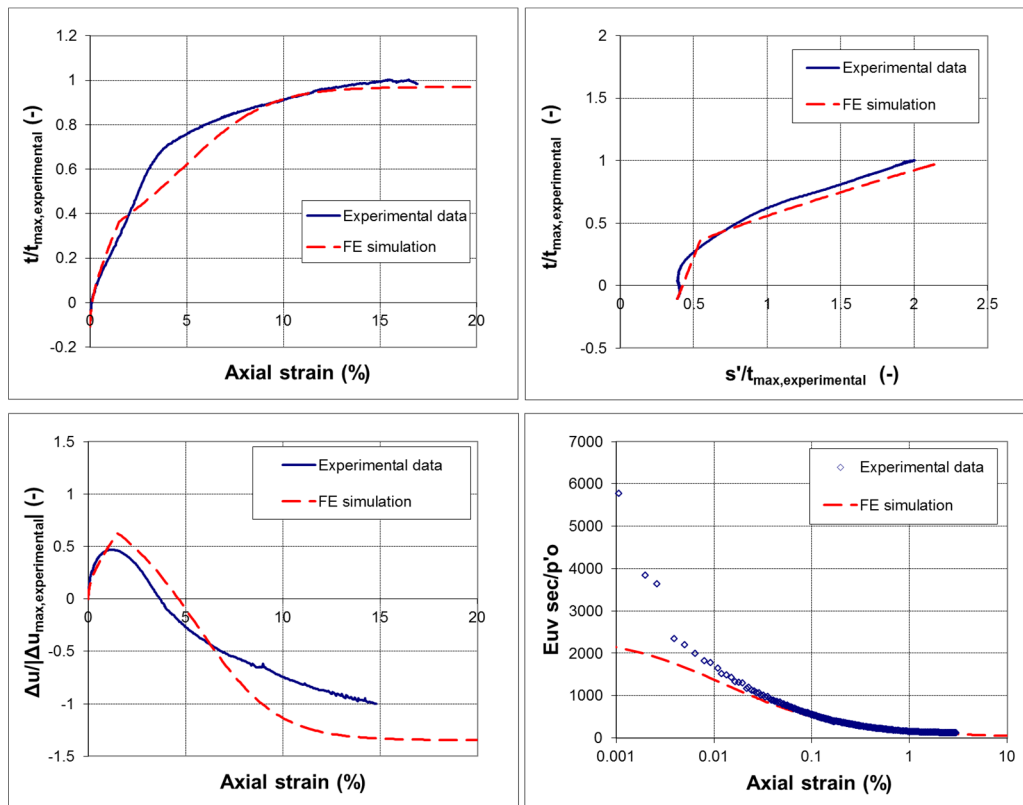 1.2
1
0.8
0.6
0.4
0.2
0
-0.2
0 5 10 15 20
t/tmax,experimental (-)
Axial strain (%)
Experimental data
FE simulation
2
1.5
1
0.5
0
-0.5
0 0.5 1 1.5 2 2.5
t/tmax,experimental (-)
s'/tmax,experimental (-)
Experimental data
FE simulation
1.5
1
0.5
0
-0.5
-1
-1.5
0 5 10 15 20
Δu/|Δumax,experimental| (-)
Axial strain (%)
Experimental data
FE simulation
7000
6000
5000
4000
3000
2000
1000
0
0.001 0.01 0.1 1 10
Euv sec/p'o
Axial strain (%)
Experimental data
FE simulation